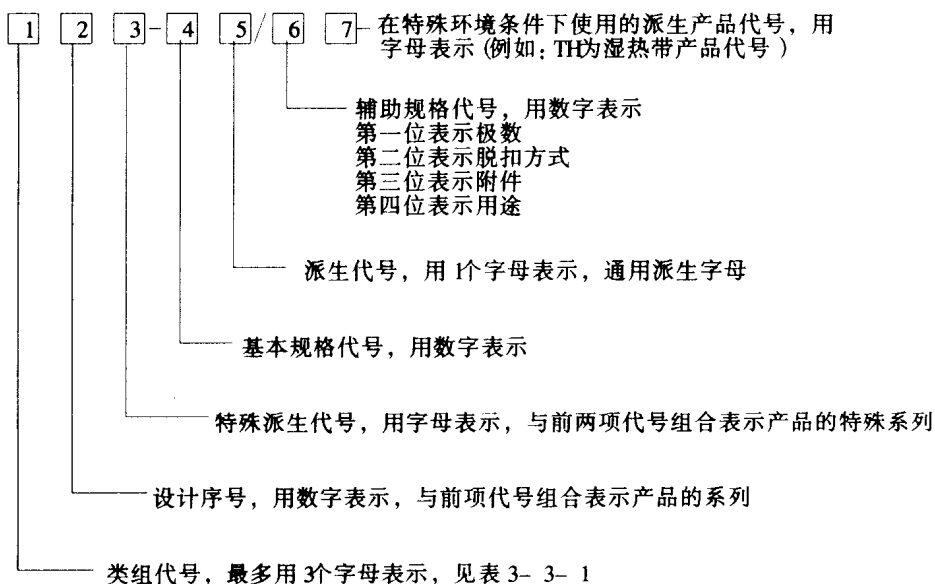 1 2 3-4 5/6 7-在特殊环境条件下使用的派生产品代号，用
字母表示(例如：TH为湿热带产品代号)
辅助规格代号，用数字表示
第一位表示极数
第二位表示脱扣方式
第三位表示附件
第四位表示用途
派生代号，用1个字母表示，通用派生字母
基本规格代号，用数字表示
特殊派生代号，用字母表示，与前两项代号组合表示产品的特殊系列
设计序号，用数字表示，与前项代号组合表示产品的系列
类组代号，最多用3个字母表示，见表3-3-1